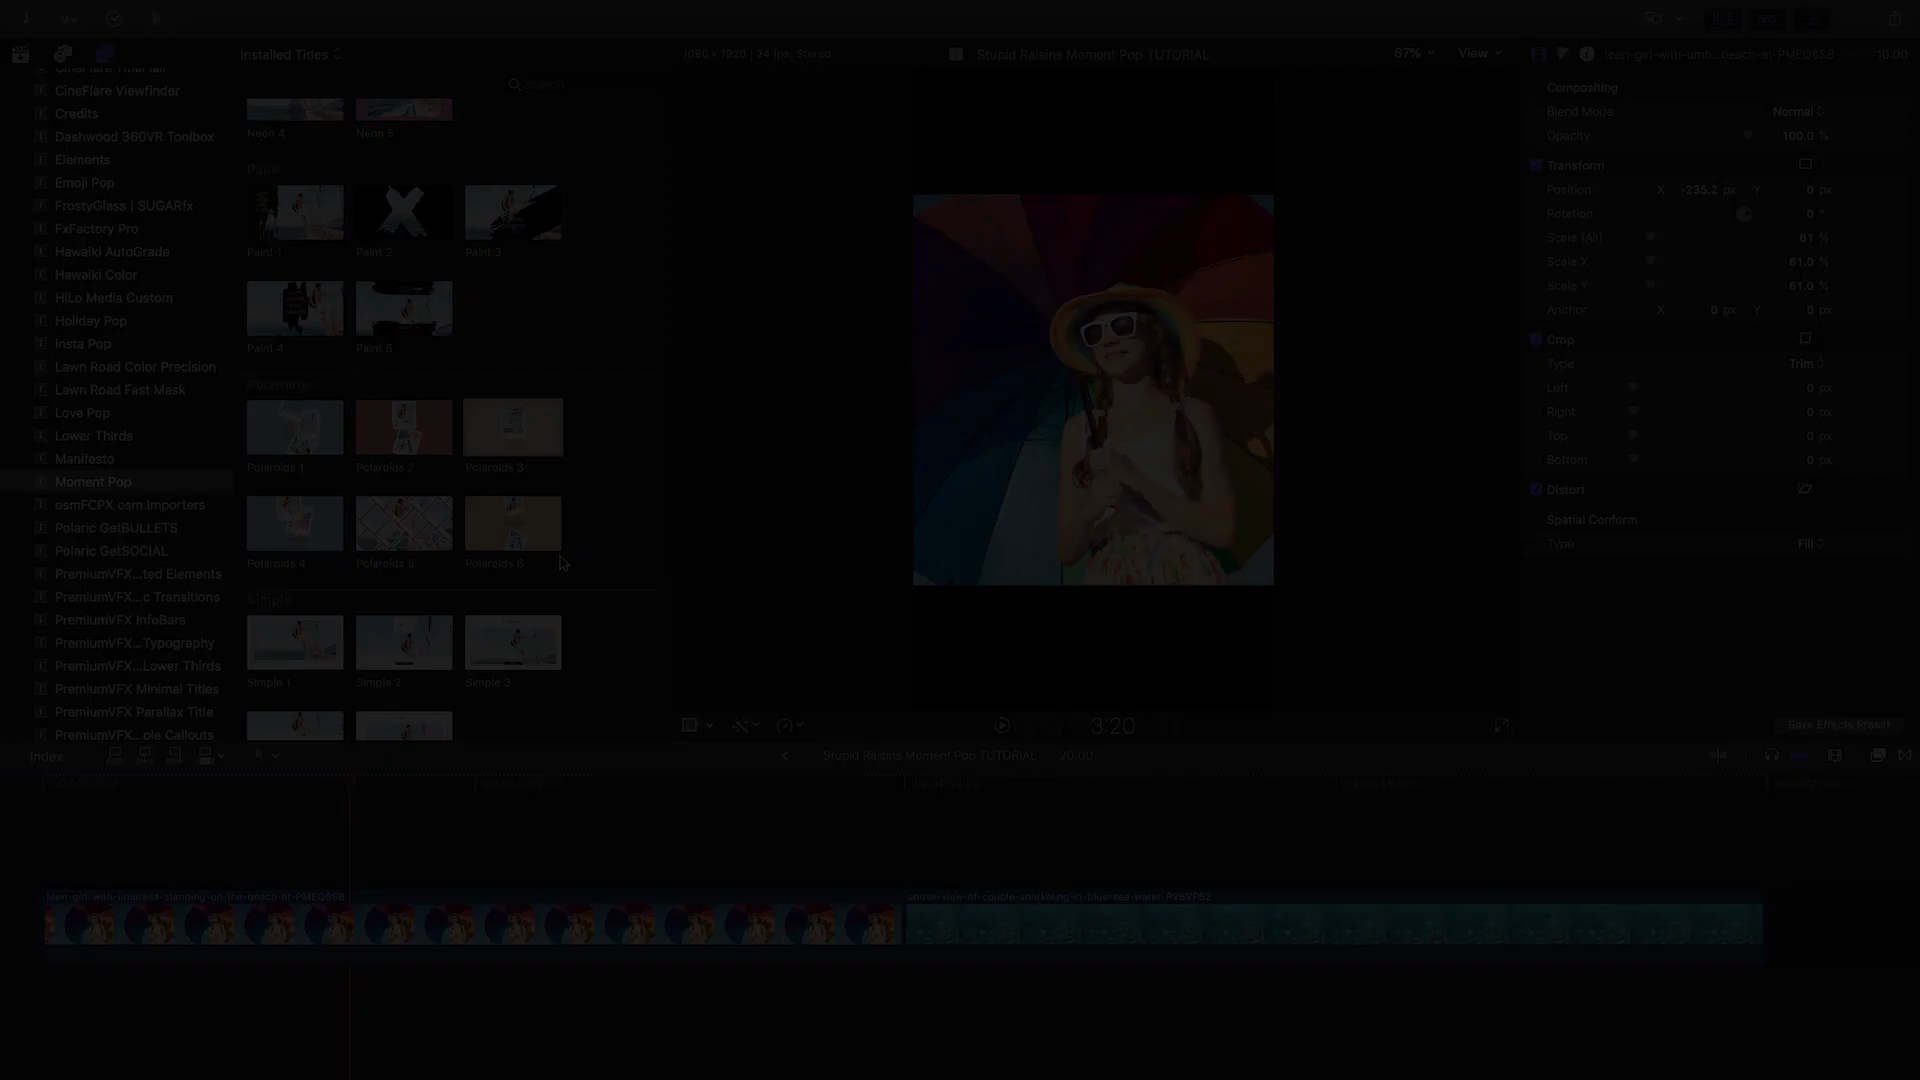 Installed Titles
1080 × 1920 | 24 fps, Stereo
Stupid Raisins Moment Pop TUTORIAL
67%
View
teen-girl-with-umb...beach-at-PMEQ6SB
10:00
CineFlare Viewfinder
Credits
Dashwood 360VR Toolbox
Elements
Emoji Pop
FrostyGlass | SUGARfx
FxFactory Pro
Hawaiki AutoGrade
Hawaiki Color
HiLo Media Custom
Holiday Pop
Insta Pop
Lawn Road Color Precision
Lawn Road Fast Mask
Love Pop
Lower Thirds
Manifesto
Moment Pop
osmFCPX osm.Importers
Polaric GetBULLETS
Polaric GetSOCIAL
PremiumVFX...ted Elements
PremiumVFX...c Transitions
PremiumVFX InfoBars
PremiumVFX...Typography
PremiumVFX...Lower Thirds
PremiumVFX Minimal Titles
PremiumVFX Parallax Title
PremiumVFX...ple Callouts
Search
Neon 4
Neon 5
Paint
Paint 1
Paint 2
Paint 3
Paint 4
Paint 5
Polaroids
Polaroids 1
Polaroids 2
Polaroids 3
Polaroids 4
Polaroids 5
Polaroids 6
Simple
Simple 1
Simple 2
Simple 3
Compositing
Blend Mode
Normal
Opacity
100.0 %
Transform
Position
X -235.2 px Y 0 px
Rotation
0 °
Scale (All)
61 %
Scale X
61.0 %
Scale Y
61.0 %
Anchor
X 0 px Y 0 px
Crop
Type
Trim
Left
0 px
Right
0 px
Top
0 px
Bottom
0 px
Distort
Spatial Conform
Type
Fill
3:20
Save Effects Preset
Index
Stupid Raisins Moment Pop TUTORIAL
20:00
teen-girl-with-umbrella-standing-on-the-beach-at-PMEQ6SB
above-view-of-couple-snorkeling-in-blue-sea-water-PV5VP52